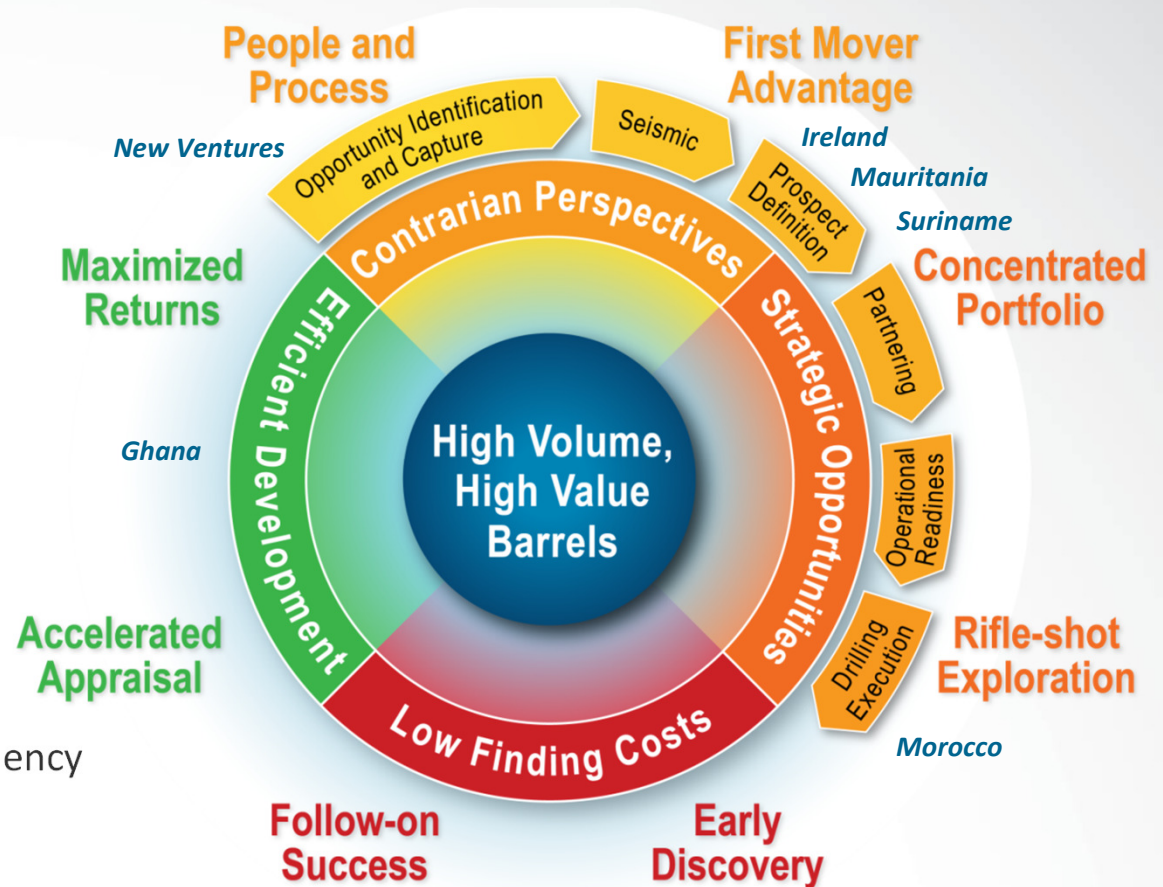 People and
Process
First Mover
Advantage
New Ventures
Opportunity Identification
and Capture
Seismic
Ireland
Prospect
Definition
Mauritania
Suriname
Contrarian Perspectives
Maximized
Returns
Concentrated
Portfolio
Partnering
Efficient Development
Strategic Opportunities
Ghana
High Volume,
High Value
Barrels
Operational
Readiness
Accelerated
Appraisal
Drilling
Execution
Rifle-shot
Exploration
Low Finding Costs
Morocco
ency
Follow-on
Success
Early
Discovery